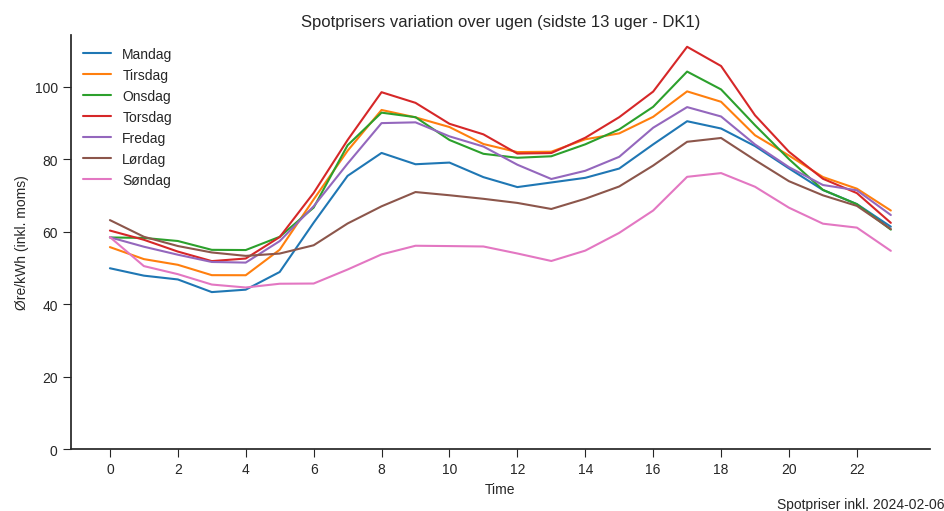 Spotprisers variation over ugen (sidste 13 uger - DK1)
Mandag
Tirsdag
Onsdag
Torsdag
Fredag
Lørdag
Søndag
Øre/kWh (inkl. moms)
100
80
60
40
20
0
0 2 4 6 8 10 12 14 16 18 20 22
Time
Spotpriser inkl. 2024-02-06